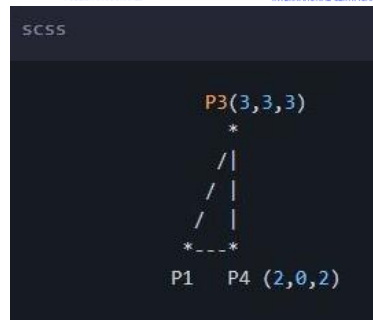 scss
P3(3,3,3)
*
/|
/ |
/  |
*---*
P1   P4 (2,0,2)